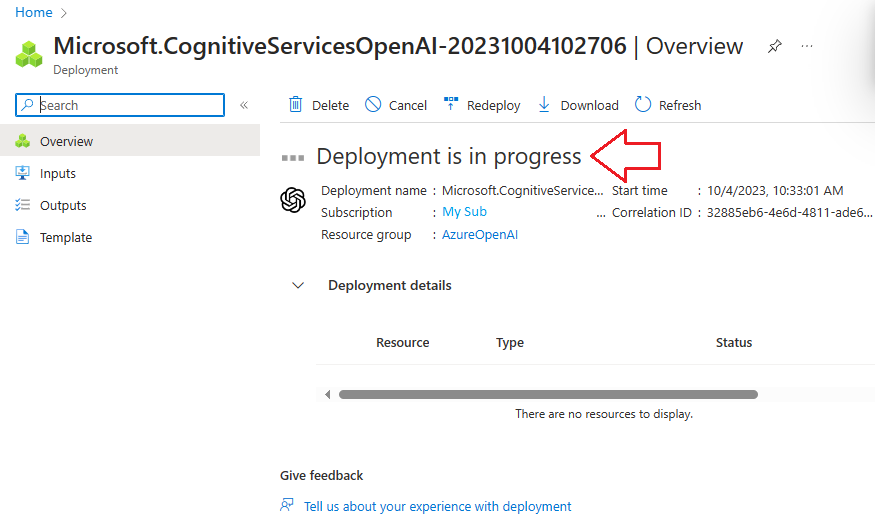 Home
Microsoft.CognitiveServicesOpenAI-20231004102706 | Overview
Deployment
Search
Delete Cancel Redeploy Download Refresh
Overview
Inputs
Outputs
Template
Deployment is in progress
Deployment name : Microsoft.CognitiveService... Start time : 10/4/2023, 10:33:01 AM
Subscription : My Sub ... Correlation ID : 32885eb6-4e6d-4811-ade6...
Resource group : AzureOpenAI
Deployment details
Resource Type Status
There are no resources to display.
Give feedback
Tell us about your experience with deployment